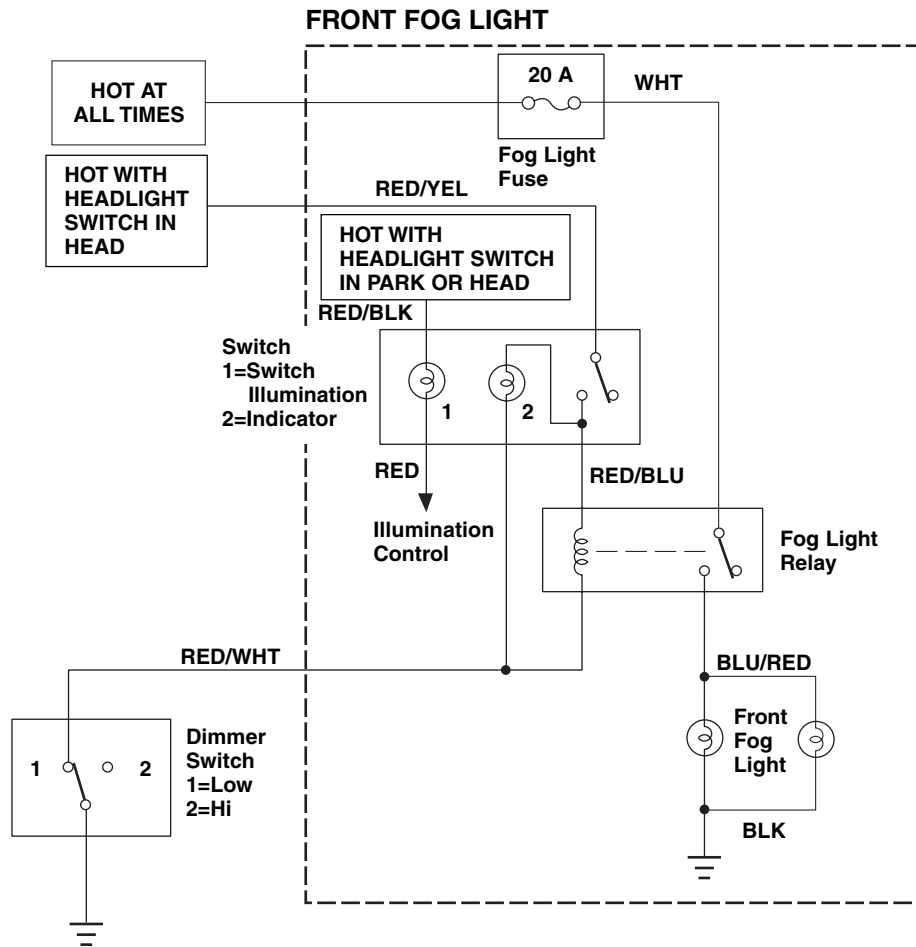 FRONT FOG LIGHT
HOT AT
ALL TIMES
20 A
WHT
Fog Light
Fuse
HOT WITH
HEADLIGHT
SWITCH IN
HEAD
RED/YEL
HOT WITH
HEADLIGHT SWITCH
IN PARK OR HEAD
RED/BLK
Switch
1=Switch
Illumination
2=Indicator
1
2
RED
RED/BLU
Illumination
Control
Fog Light
Relay
RED/WHT
BLU/RED
1
2
Dimmer
Switch
1=Low
2=Hi
Front
Fog
Light
BLK